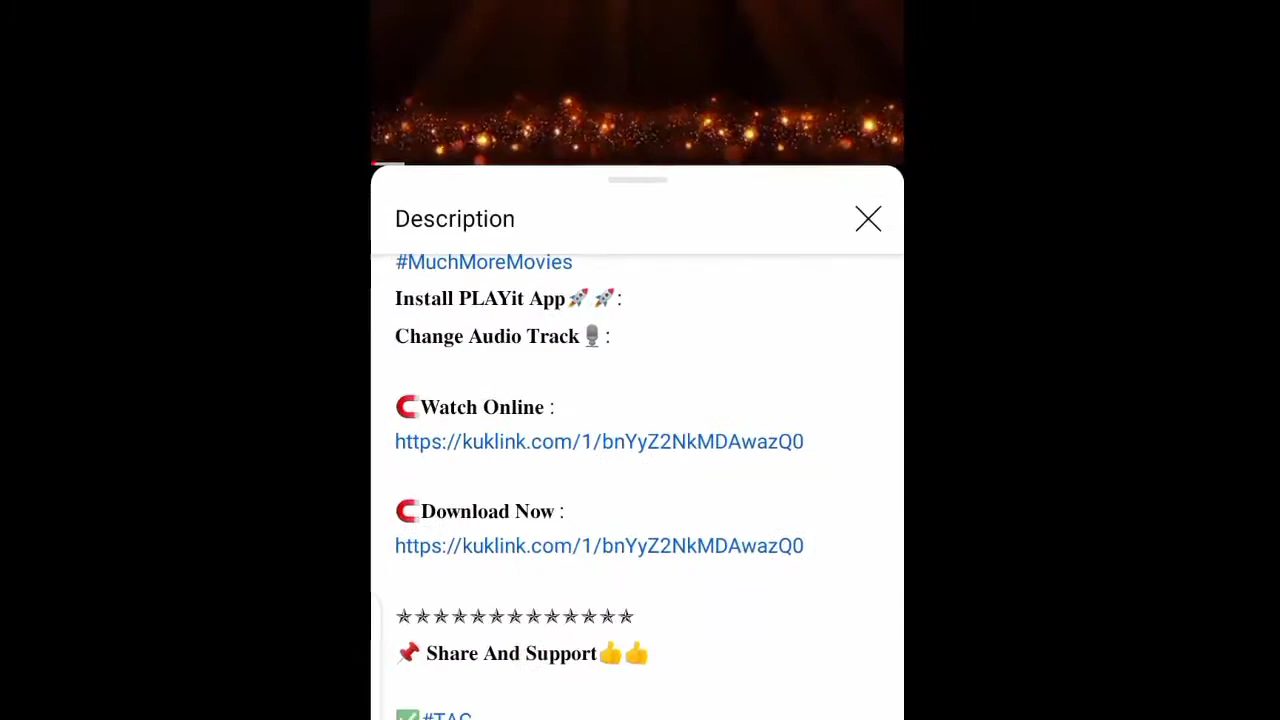 Description
#MuchMoreMovies
Install PLAYit App🚀🚀:
Change Audio Track🎙️:
🧲Watch Online :
https://kuklink.com/1/bnYyZ2NkMDAwazQ0
🧲Download Now :
https://kuklink.com/1/bnYyZ2NkMDAwazQ0
✯✯✯✯✯✯✯✯✯✯✯✯✯
📌 Share And Support👍👍
✅#TAG